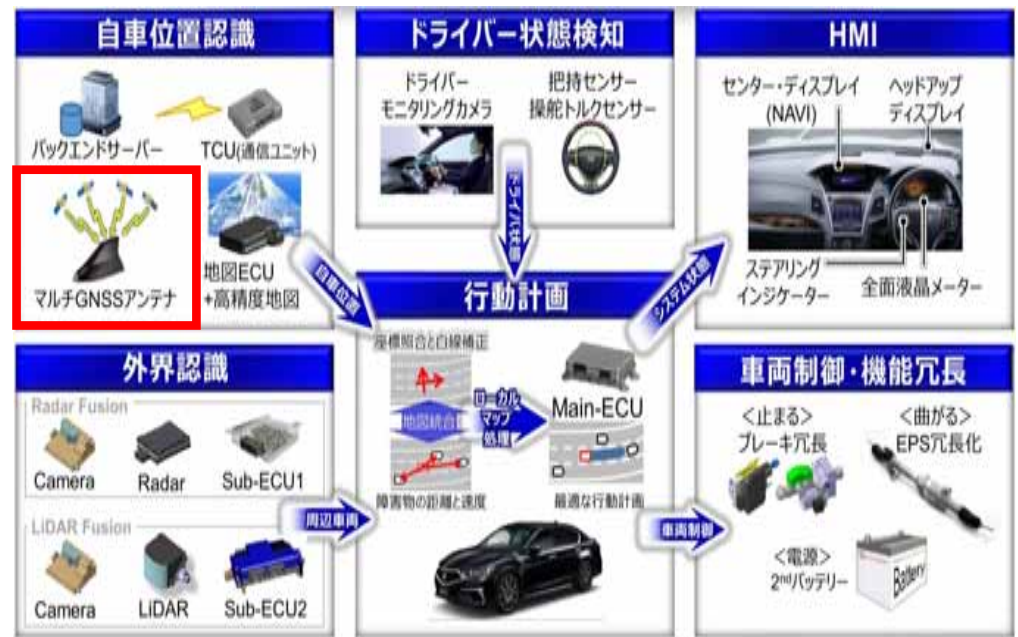 自車位置認識
バックエンドサーバー
TCU(通信ユニット)
マルチGNSSアンテナ
地図ECU
+高精度地図
自車位置
ドライバー状態検知
ドライバー
モニタリングカメラ
把持センサー
操舵トルクセンサー
ドライバ状態
HMI
センター・ディスプレイ
(NAVI)
ヘッドアップ
ディスプレイ
ステアリング
インジケーター
全面液晶メーター
システム状態
外界認識
Radar Fusion
Camera
Radar
Sub-ECU1
LiDAR Fusion
Camera
LiDAR
Sub-ECU2
周辺車両
行動計画
座標照合と白線補正
地図統合
ローカル
マップ
処理
Main-ECU
障害物の距離と速度
最適な行動計画
車両制御
車両制御・機能冗長
<止まる>
ブレーキ冗長
<曲がる>
EPS冗長化
<電源>
2ndバッテリー
Battery